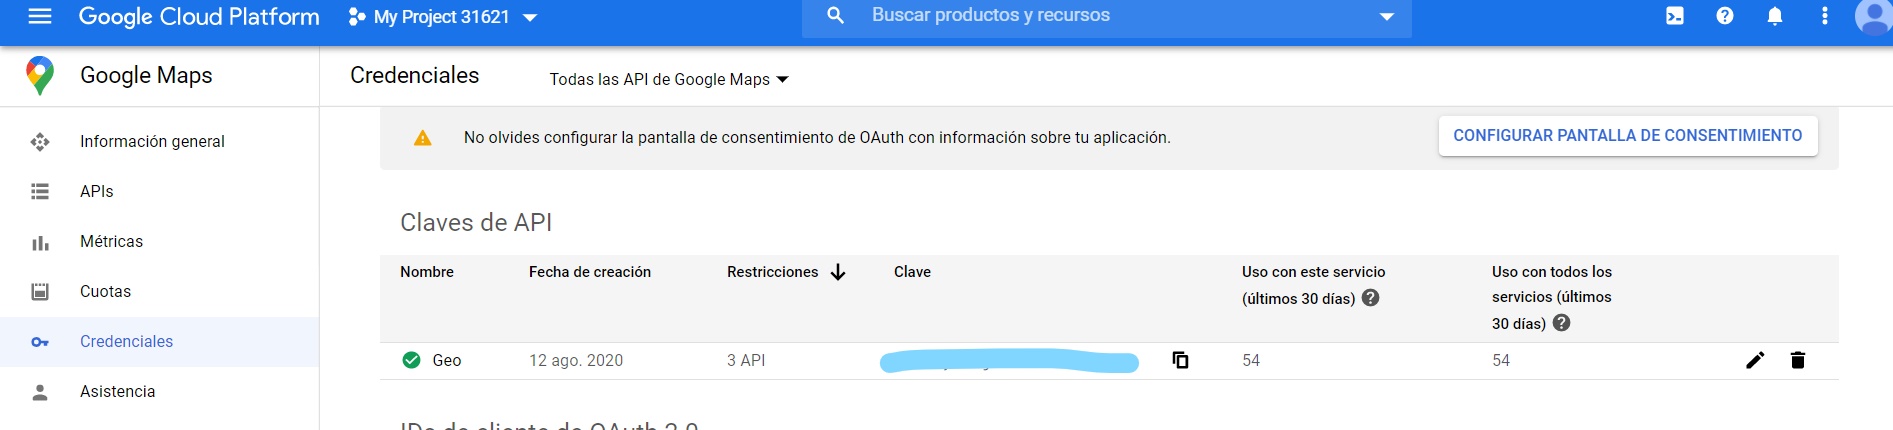 Google Cloud Platform
My Project 31621
Buscar productos y recursos
Google Maps
Credenciales
Todas las API de Google Maps
Información general
APIs
Métricas
Cuotas
Credenciales
Asistencia
No olvides configurar la pantalla de consentimiento de OAuth con información sobre tu aplicación.
CONFIGURAR PANTALLA DE CONSENTIMIENTO
Claves de API
Nombre
Fecha de creación
Restricciones
Clave
Uso con este servicio
(últimos 30 días)
Uso con todos los
servicios (últimos
30 días)
Geo
12 ago. 2020
3 API
54
54